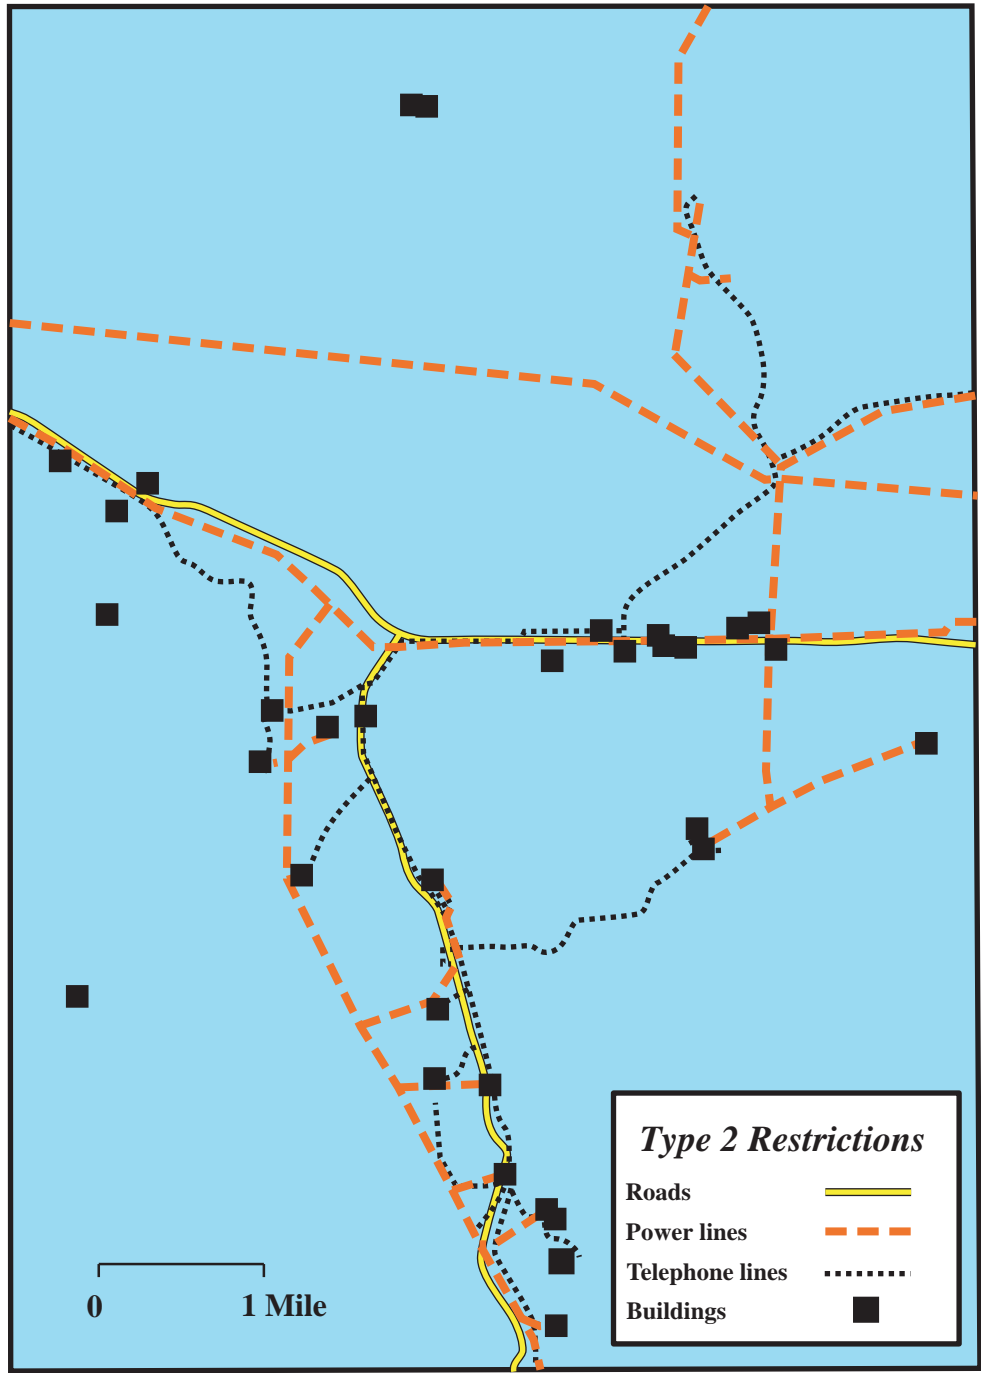 Type 2 Restrictions
Roads
Power lines
Telephone lines
Buildings
0 1 Mile